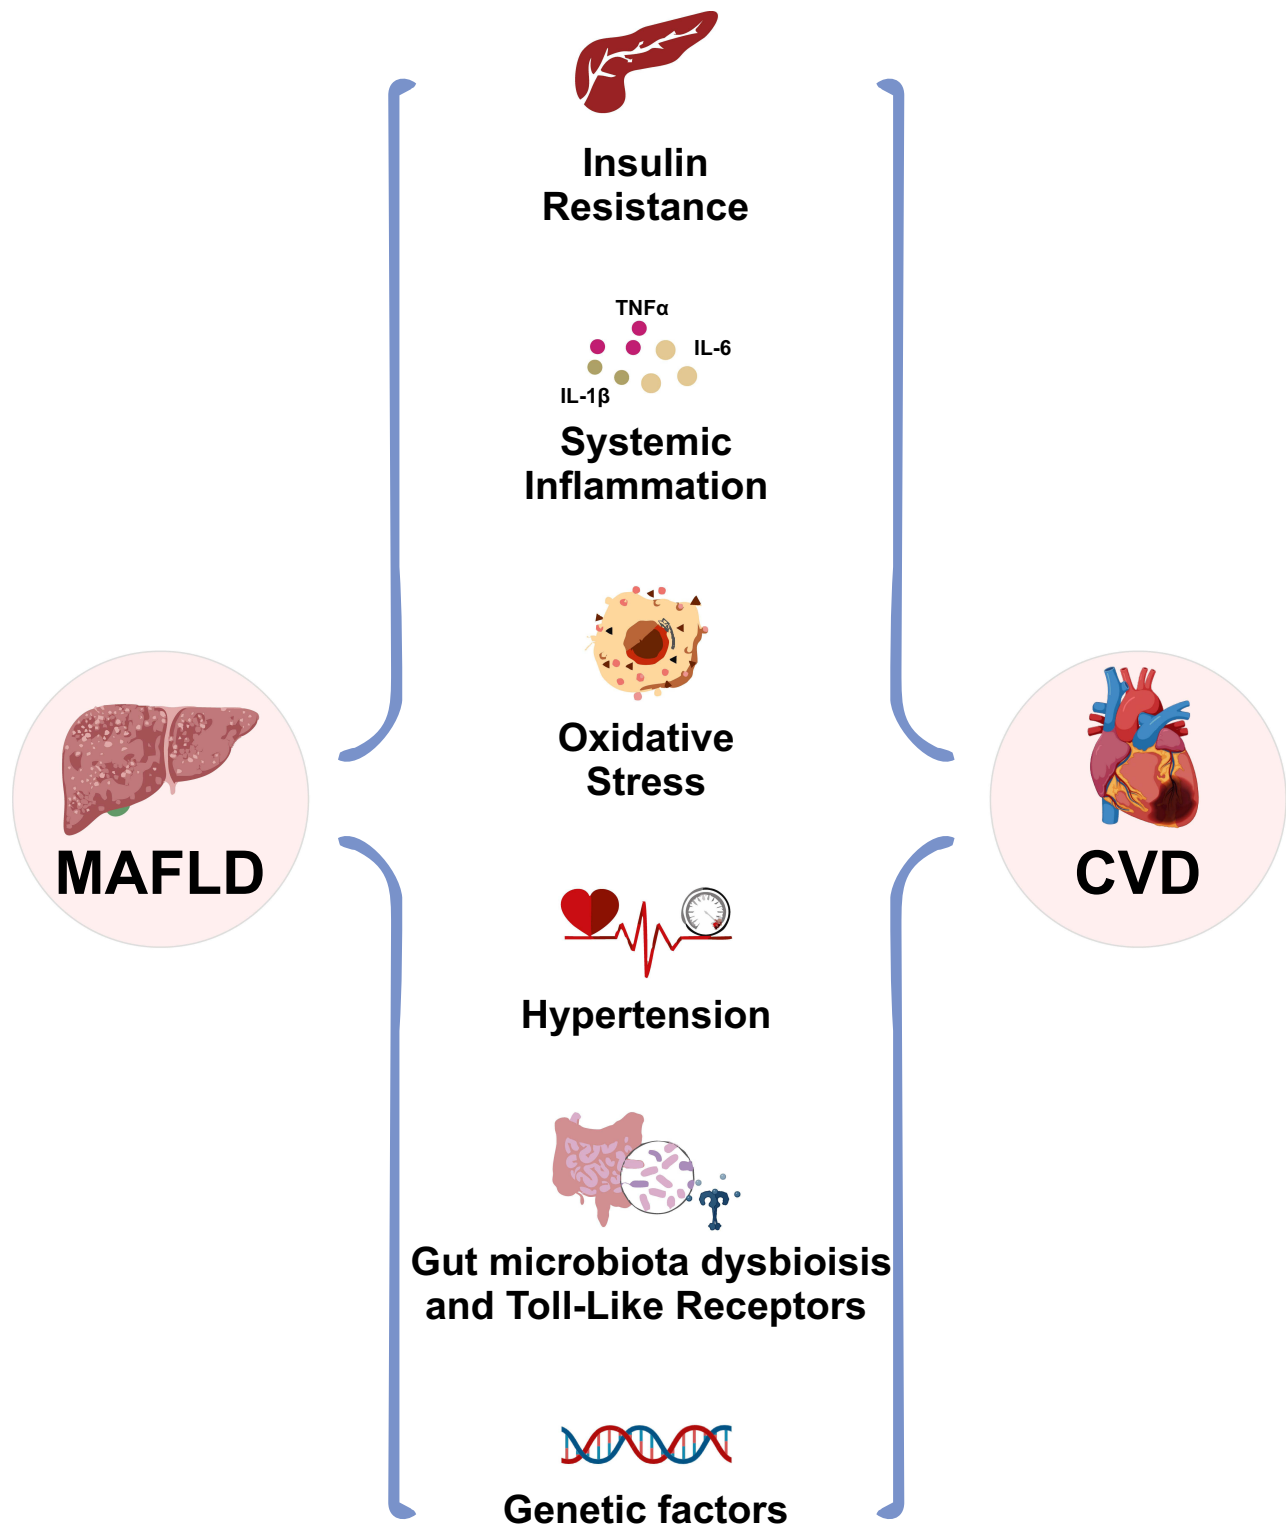 Insulin
Resistance
TNFα
IL-6
IL-1β
Systemic
Inflammation
Oxidative
Stress
MAFLD
CVD
Hypertension
Gut microbiota dysbioisis
and Toll-Like Receptors
Genetic factors